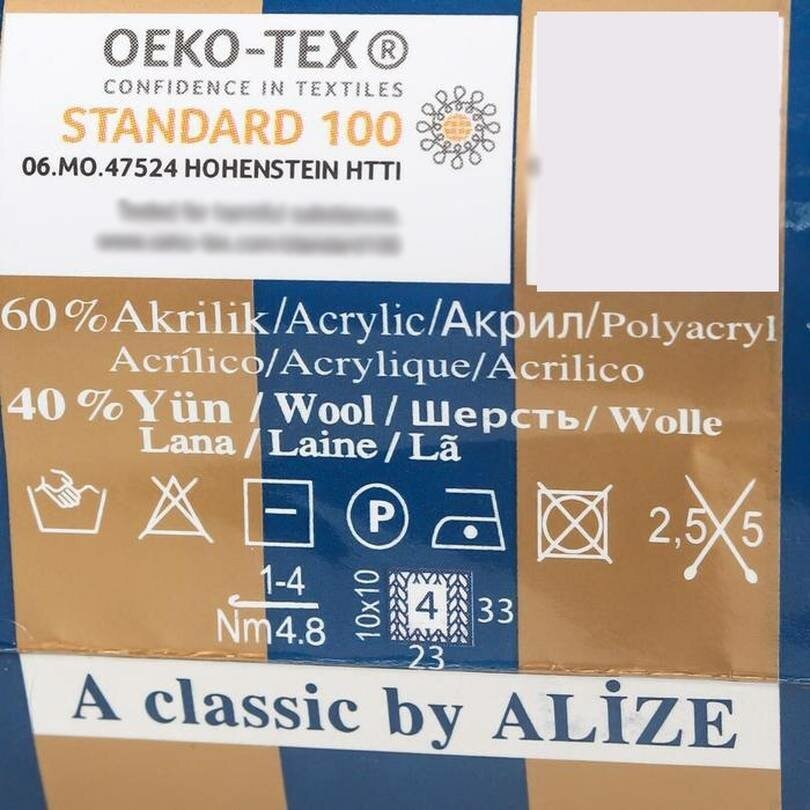 OEKO-TEX®
CONFIDENCE IN TEXTILES
STANDARD 100
06.MO.47524 HOHENSTEIN HTTI
60%Akrilik/Acrylic/Акрил/Polyacryl
Acrílico/Acrylique/Acrilico
40%Yün / Wool / Шерсть / Wolle
Lana / Laine / Lã
P
2,5 5
1-4
Nm4.8
10x10
4
33
23
A classic by ALİZE